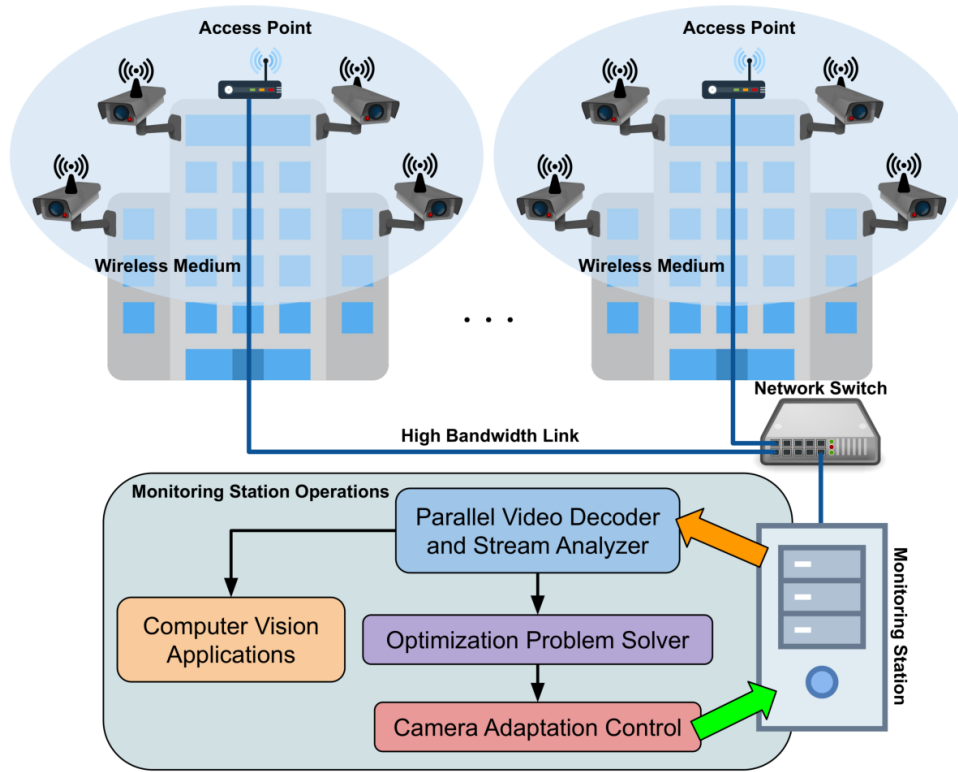 Access Point
Access Point
Wireless Medium
Wireless Medium
. . .
Network Switch
High Bandwidth Link
Monitoring Station Operations
Parallel Video Decoder
and Stream Analyzer
Computer Vision
Applications
Optimization Problem Solver
Camera Adaptation Control
Monitoring Station